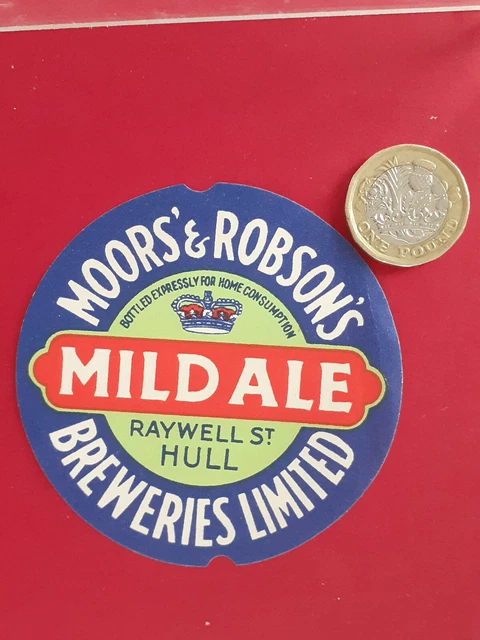 MOORS' & ROBSON'S
BOTTLED EXPRESSLY FOR HOME CONSUMPTION
MILD ALE
RAYWELL ST
HULL
BREWERIES LIMITED
ONE POUND